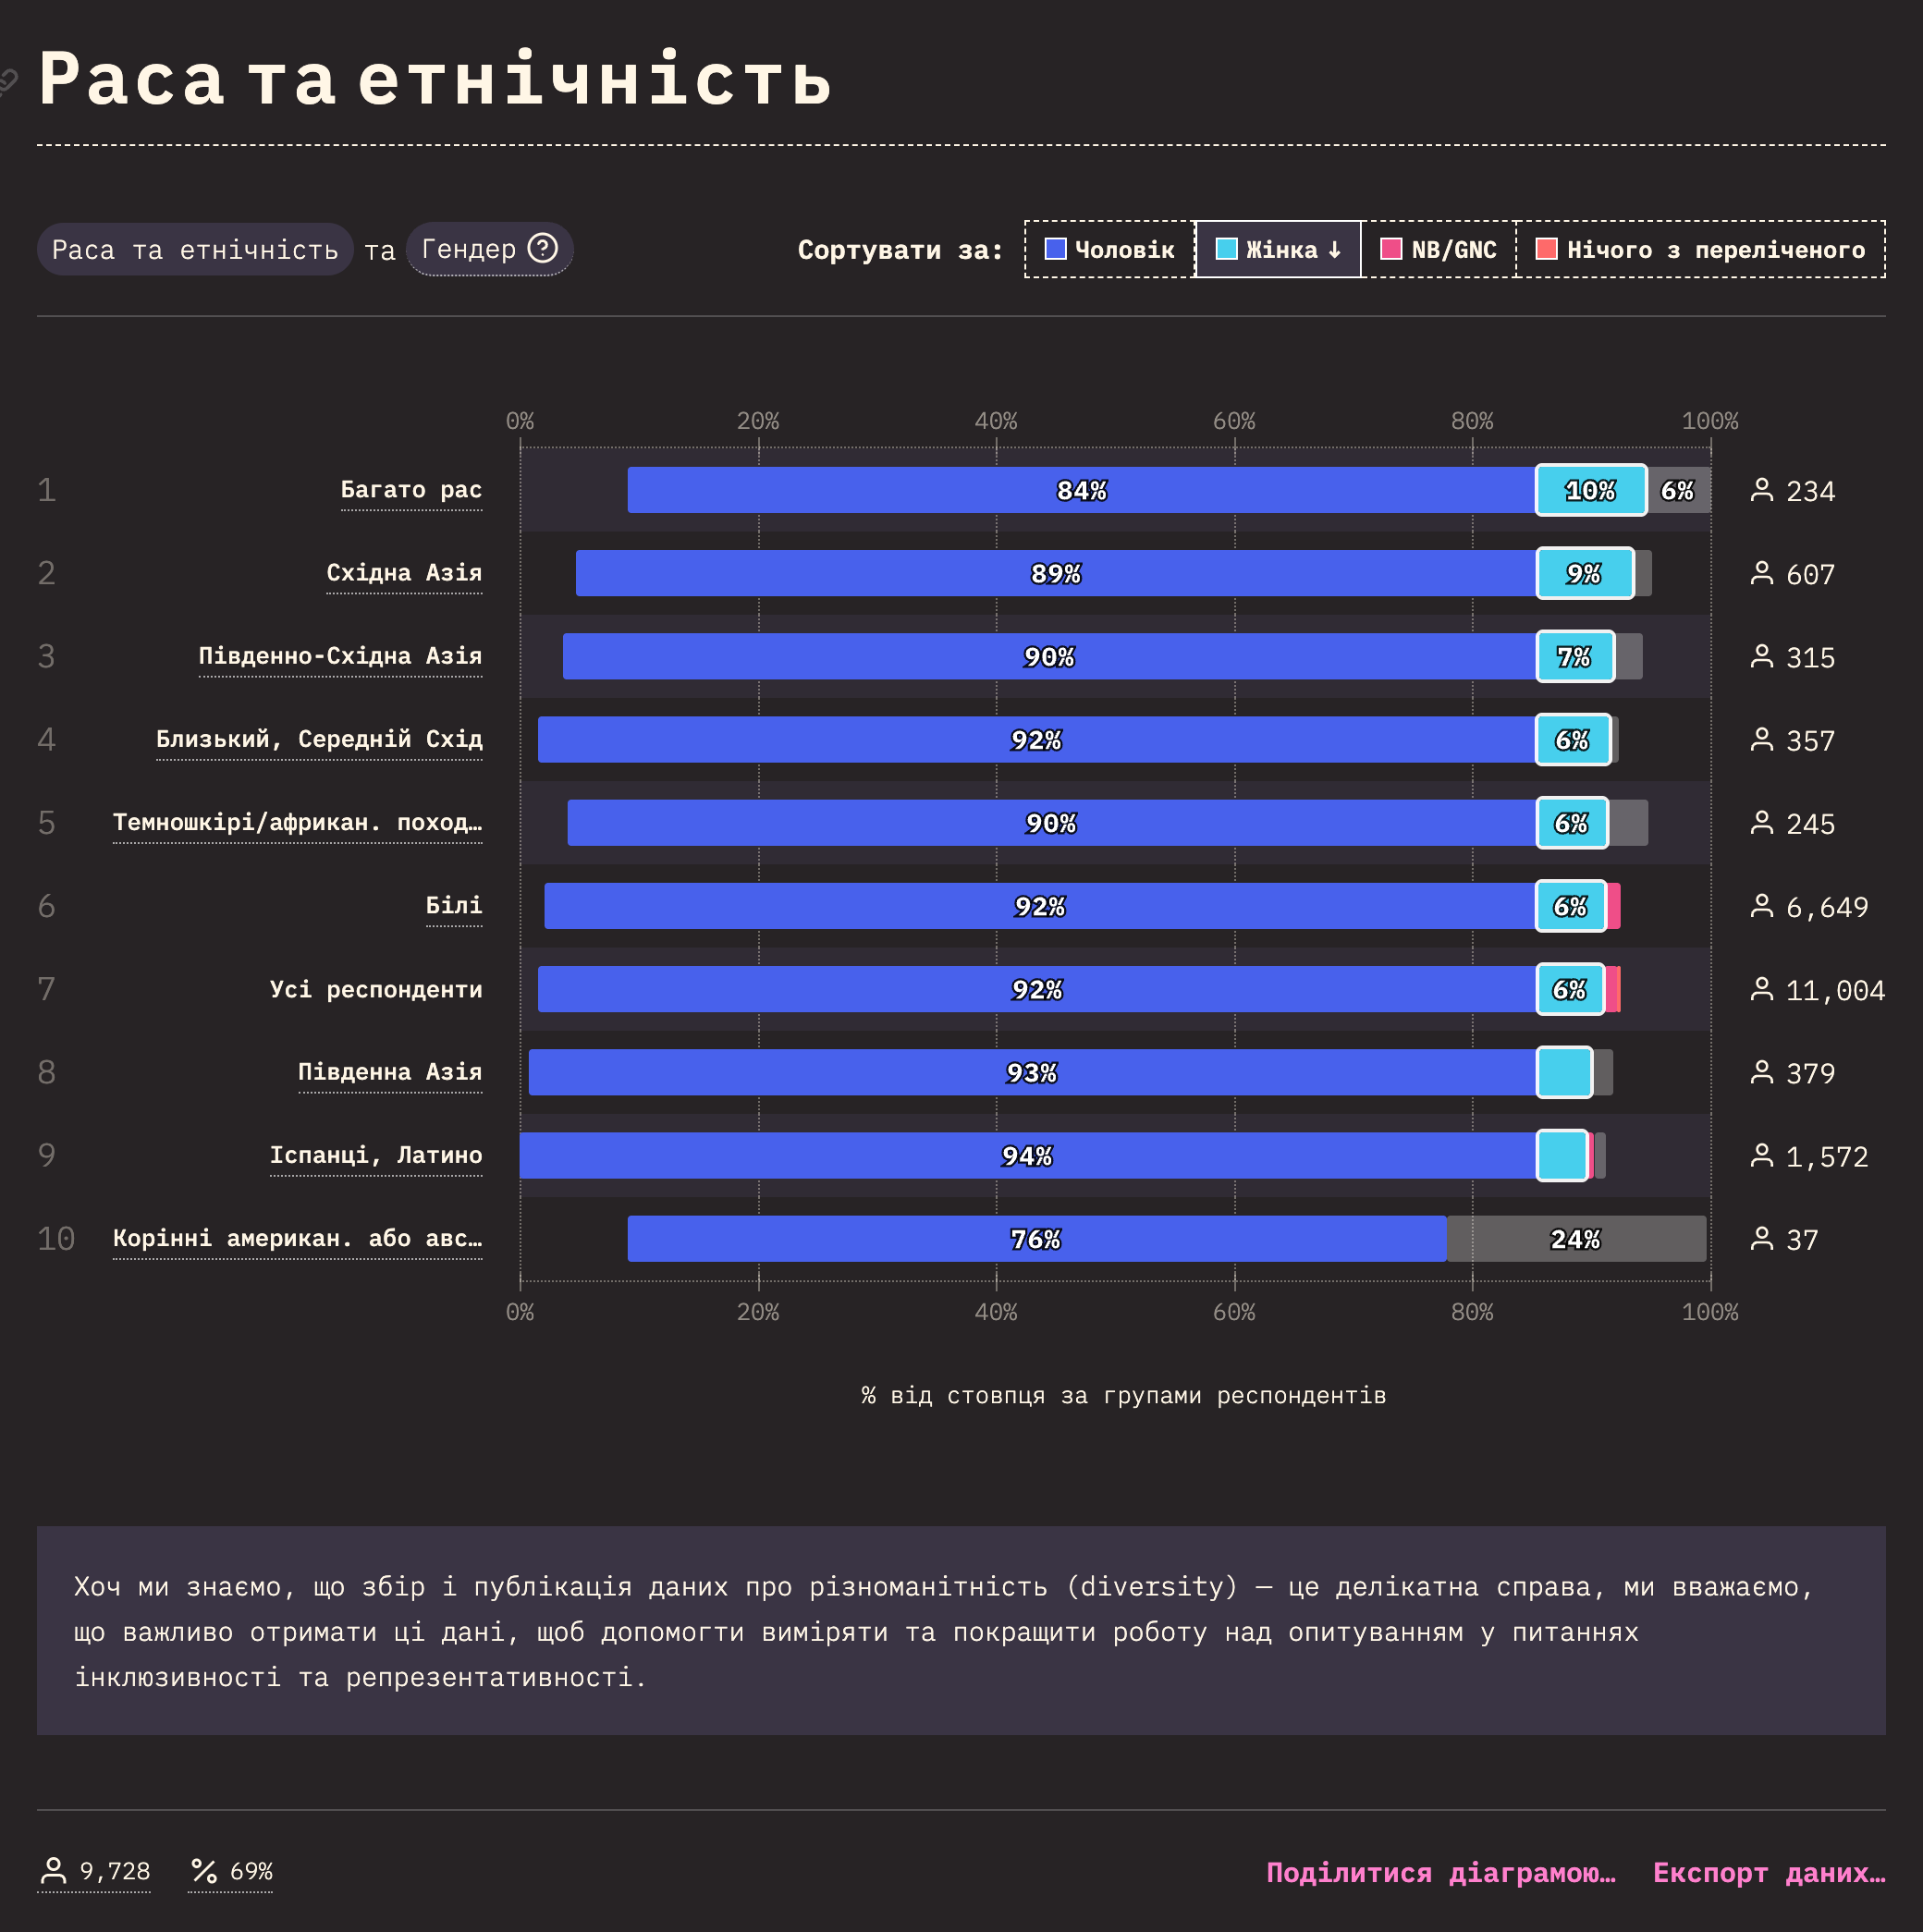 Раса та етнічність
Раса та етнічність та Гендер ?
Сортувати за: Чоловік Жінка ↓ NB/GNC Нічого з переліченого
0% 20% 40% 60% 80% 100%
1 Багато рас 84% 10% 6% 234
2 Східна Азія 89% 9% 607
3 Південно-Східна Азія 90% 7% 315
4 Близький, Середній Схід 92% 6% 357
5 Темношкірі/африкан. поход… 90% 6% 245
6 Білі 92% 6% 6,649
7 Усі респонденти 92% 6% 11,004
8 Південна Азія 93% 379
9 Іспанці, Латино 94% 1,572
10 Корінні американ. або авс… 76% 24% 37
0% 20% 40% 60% 80% 100%
% від стовпця за групами респондентів
Хоч ми знаємо, що збір і публікація даних про різноманітність (diversity) — це делікатна справа, ми вважаємо,
що важливо отримати ці дані, щоб допомогти виміряти та покращити роботу над опитуванням у питаннях
інклюзивності та репрезентативності.
9,728 % 69% Поділитися діаграмою… Експорт даних…